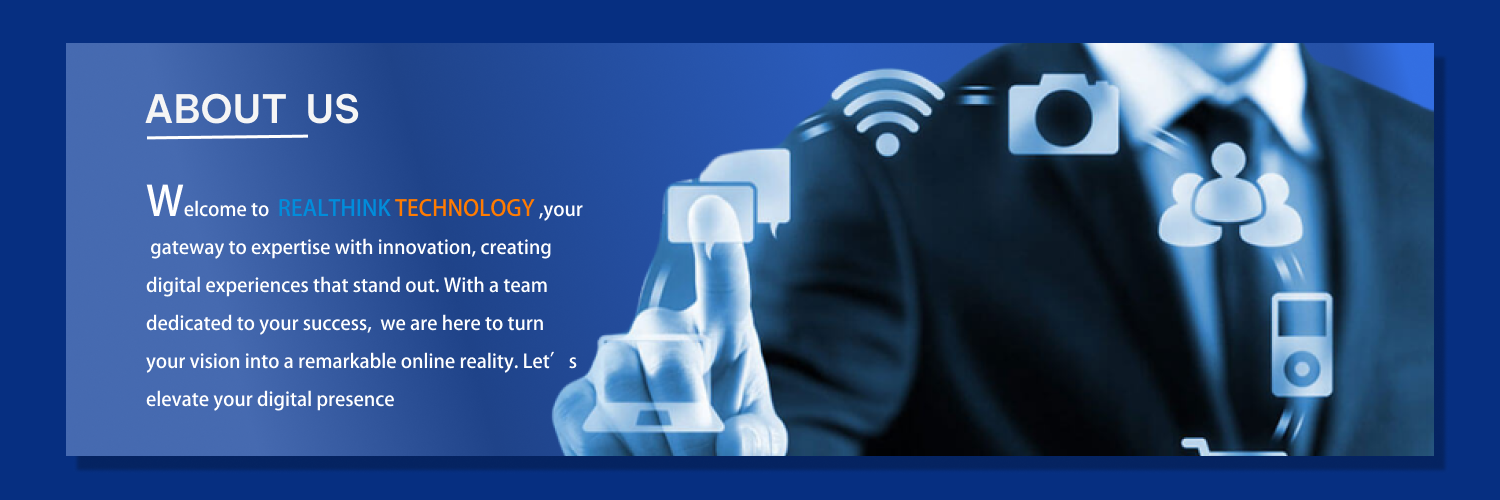 ABOUT US
Welcome to REALTHINK TECHNOLOGY ,your
gateway to expertise with innovation, creating
digital experiences that stand out. With a team
dedicated to your success, we are here to turn
your vision into a remarkable online reality. Let′ s
elevate your digital presence